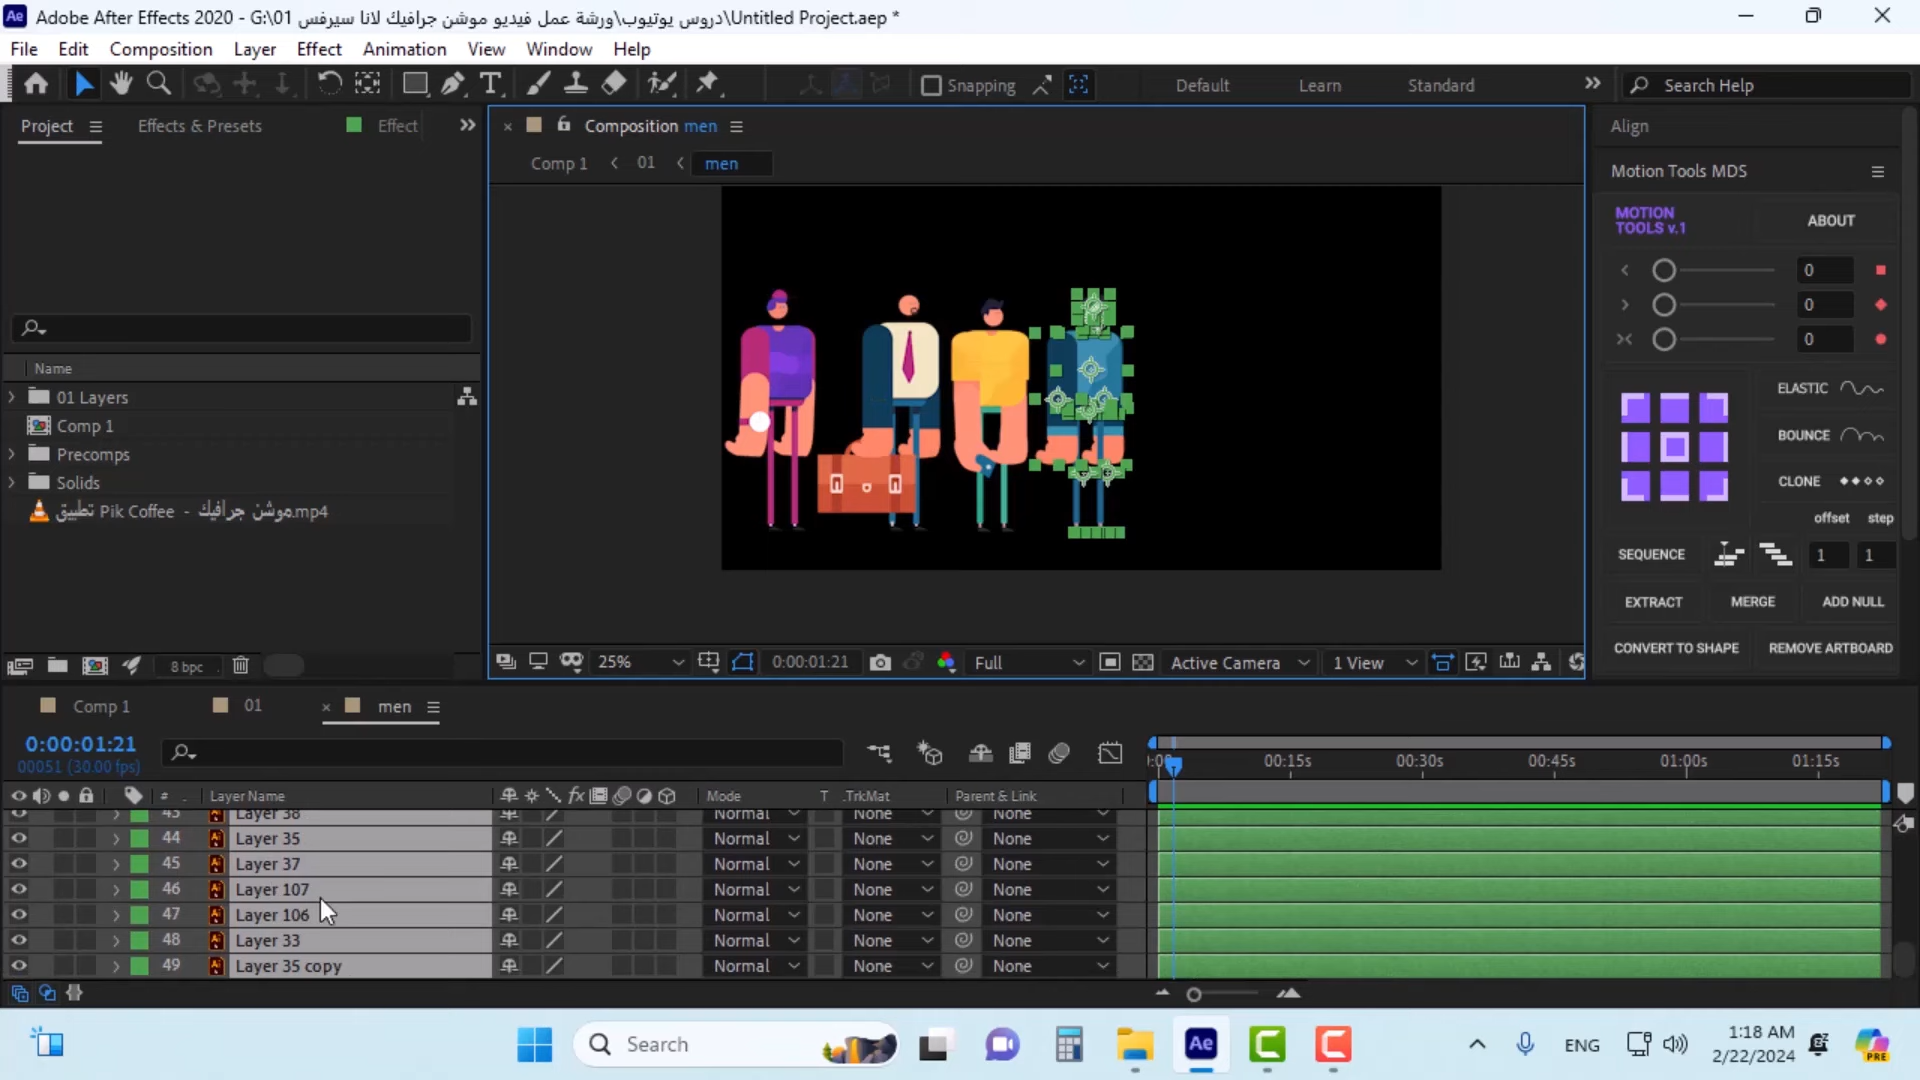 Adobe After Effects 2020 - G:\01 دروس يوتيوب\ورشة عمل فيديو موشن جرافيك لانا سيرفس\Untitled Project.aep *
File Edit Composition Layer Effect Animation View Window Help
Snapping Default Learn Standard Search Help
Project Effects & Presets Effect
Composition men
Comp 1 01 men
Align
Motion Tools MDS
MOTION TOOLS v.1 ABOUT
0
0
0
ELASTIC
BOUNCE
CLONE
offset step
SEQUENCE 1 1
EXTRACT MERGE ADD NULL
CONVERT TO SHAPE REMOVE ARTBOARD
Name
01 Layers
Comp 1
Precomps
Solids
تطبيق Pik Coffee - موشن جرافيك.mp4
8 bpc
25% 0:00:01:21 Full Active Camera 1 View
Comp 1 01 men
0:00:01:21
00051 (30.00 fps)
00:15s 00:30s 00:45s 01:00s 01:15s
# Layer Name Mode T .TrkMat Parent & Link
43 Layer 38 Normal None None
44 Layer 35 Normal None None
45 Layer 37 Normal None None
46 Layer 107 Normal None None
47 Layer 106 Normal None None
48 Layer 33 Normal None None
49 Layer 35 copy Normal None None
Search
Ae
ENG
1:18 AM
2/22/2024
PRE